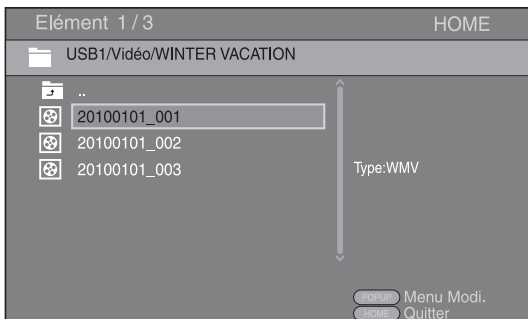 Elément 1 / 3 HOME
USB1/Vidéo/WINTER VACATION
..
20100101_001
20100101_002
20100101_003
Type:WMV
POPUP Menu Modi.
HOME Quitter